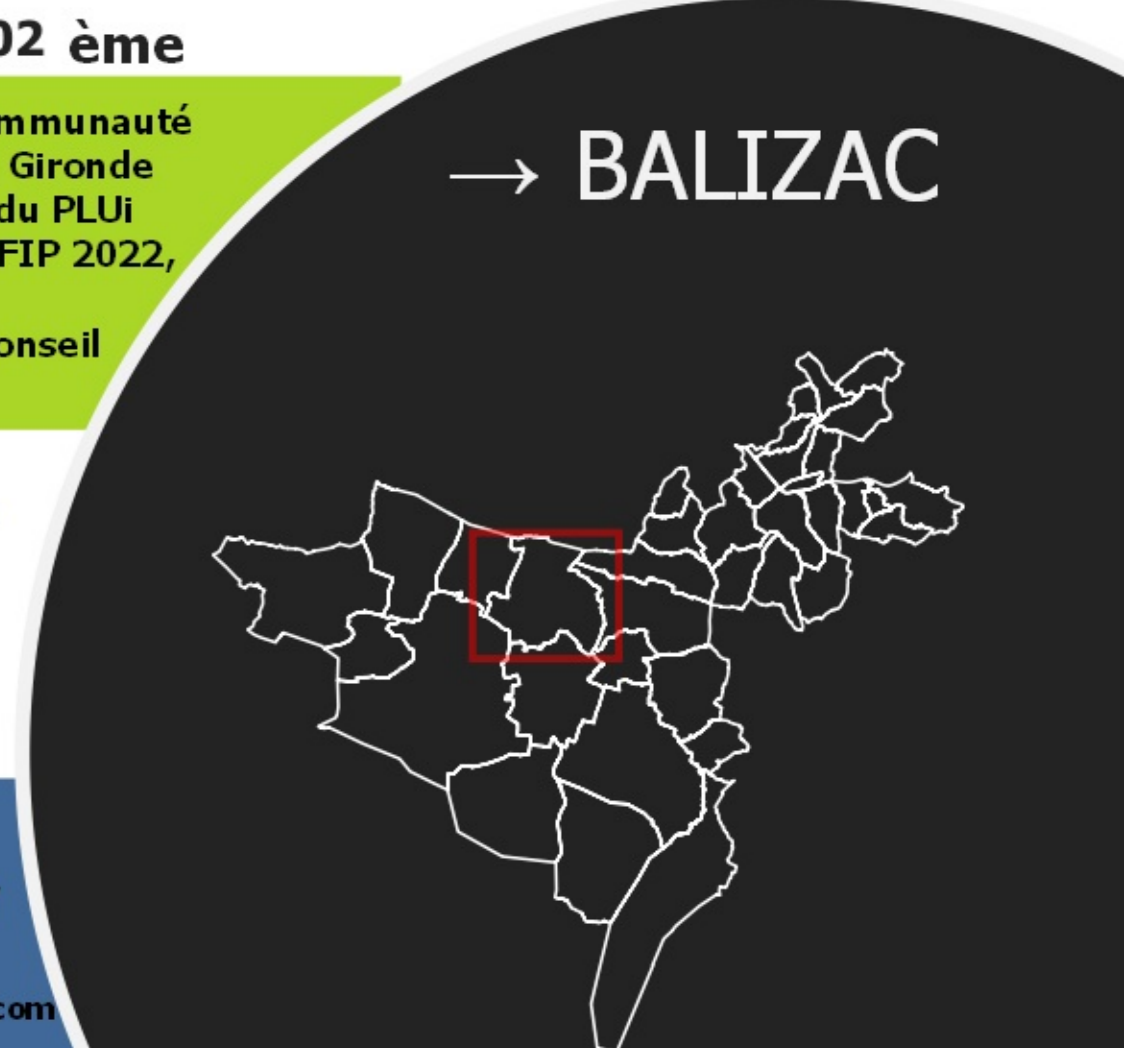 02 ème
mmunauté
Gironde
du PLUi
FIP 2022,
onseil
com
→ BALIZAC